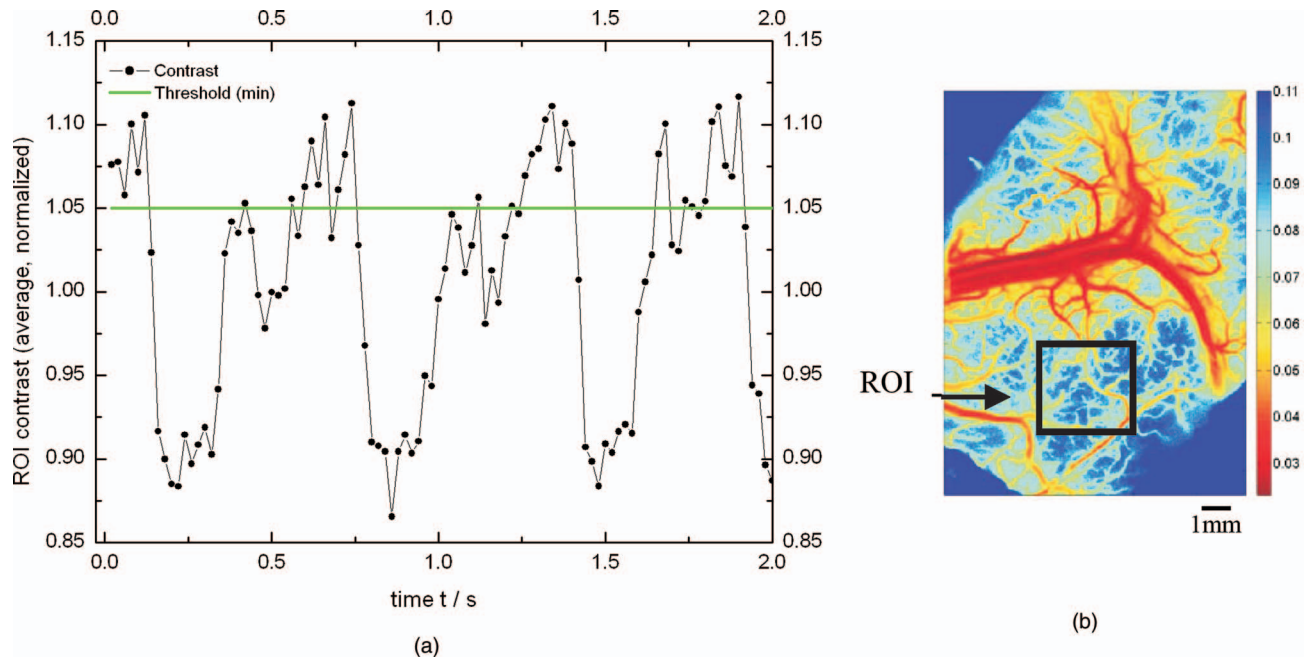 0.0 0.5 1.0 1.5 2.0
1.15 1.15
Contrast
Threshold (min)
1.10 1.10
1.05 1.05
1.00 1.00
0.95 0.95
0.90 0.90
0.85 0.85
ROI contrast (average, normalized)
0.0 0.5 1.0 1.5 2.0
time t / s
(a)
ROI
0.11
0.1
0.09
0.08
0.07
0.06
0.05
0.04
0.03
1mm
(b)